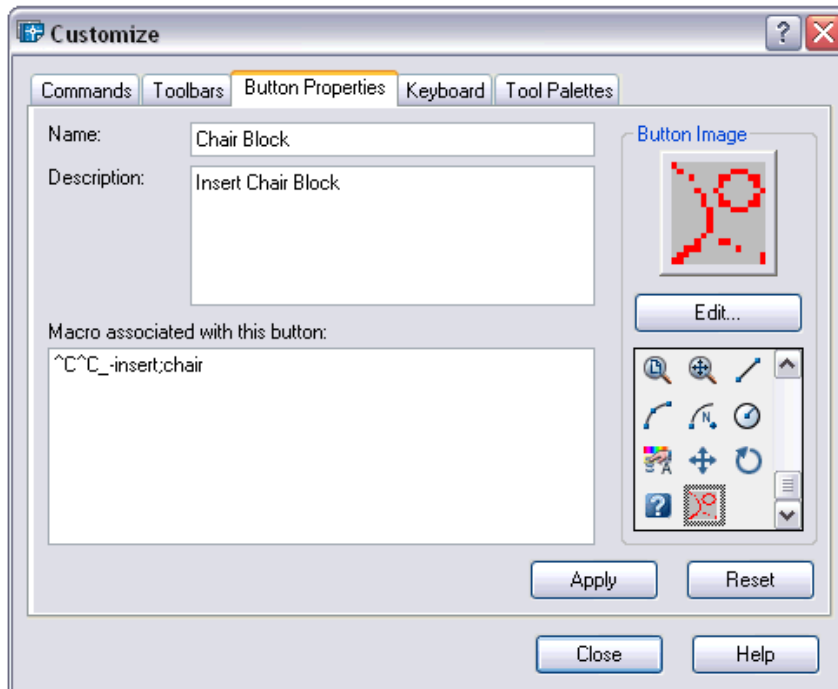 Customize
Commands Toolbars Button Properties Keyboard Tool Palettes
Name:
Chair Block
Description:
Insert Chair Block
Button Image
Edit...
Macro associated with this button:
^C^C_-insert;chair
Apply Reset
Close Help